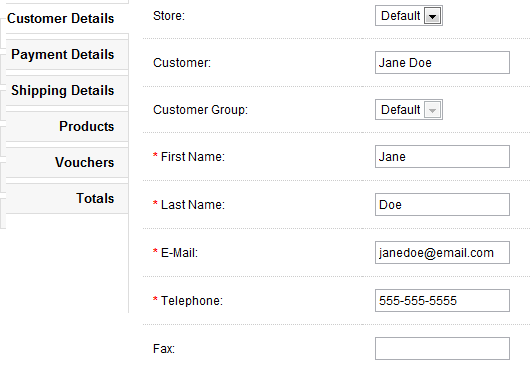 Customer Details
Payment Details
Shipping Details
Products
Vouchers
Totals
Store: Default
Customer: Jane Doe
Customer Group: Default
* First Name: Jane
* Last Name: Doe
* E-Mail: janedoe@email.com
* Telephone: 555-555-5555
Fax: